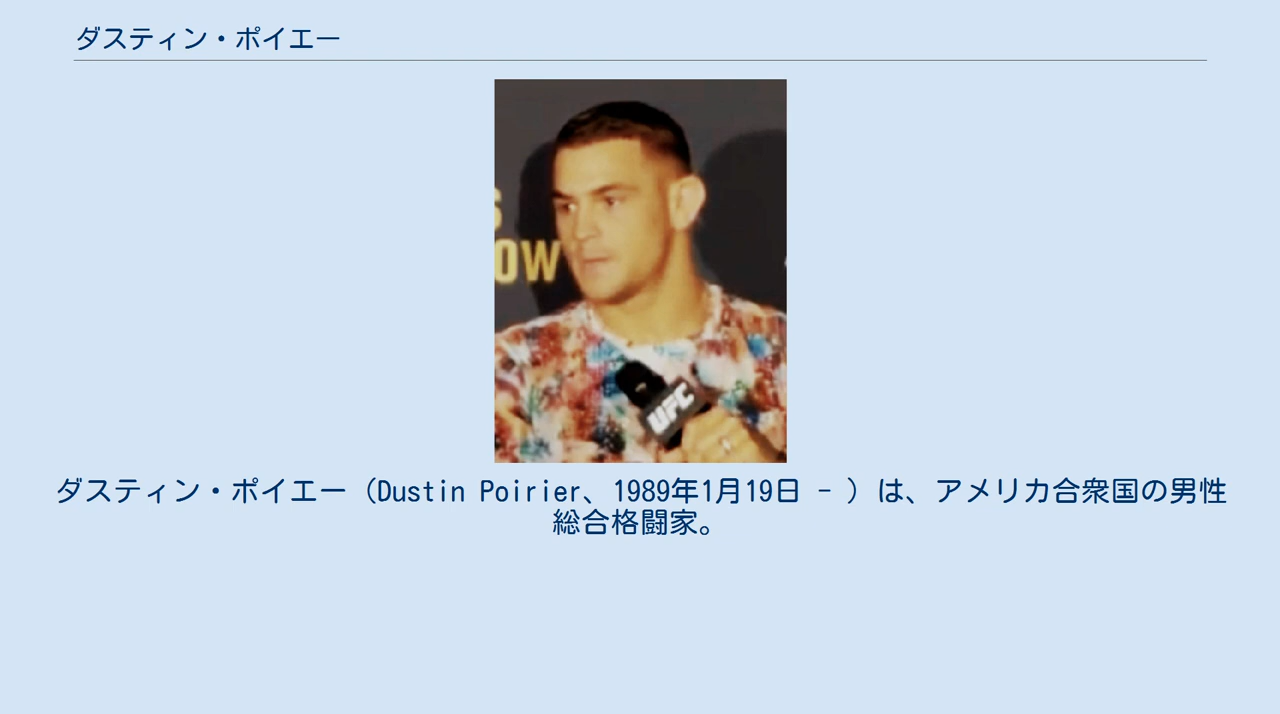 ダスティン・ポイエー
S
OW
UFC
ダスティン・ポイエー（Dustin Poirier、1989年1月19日 - ）は、アメリカ合衆国の男性
総合格闘家。